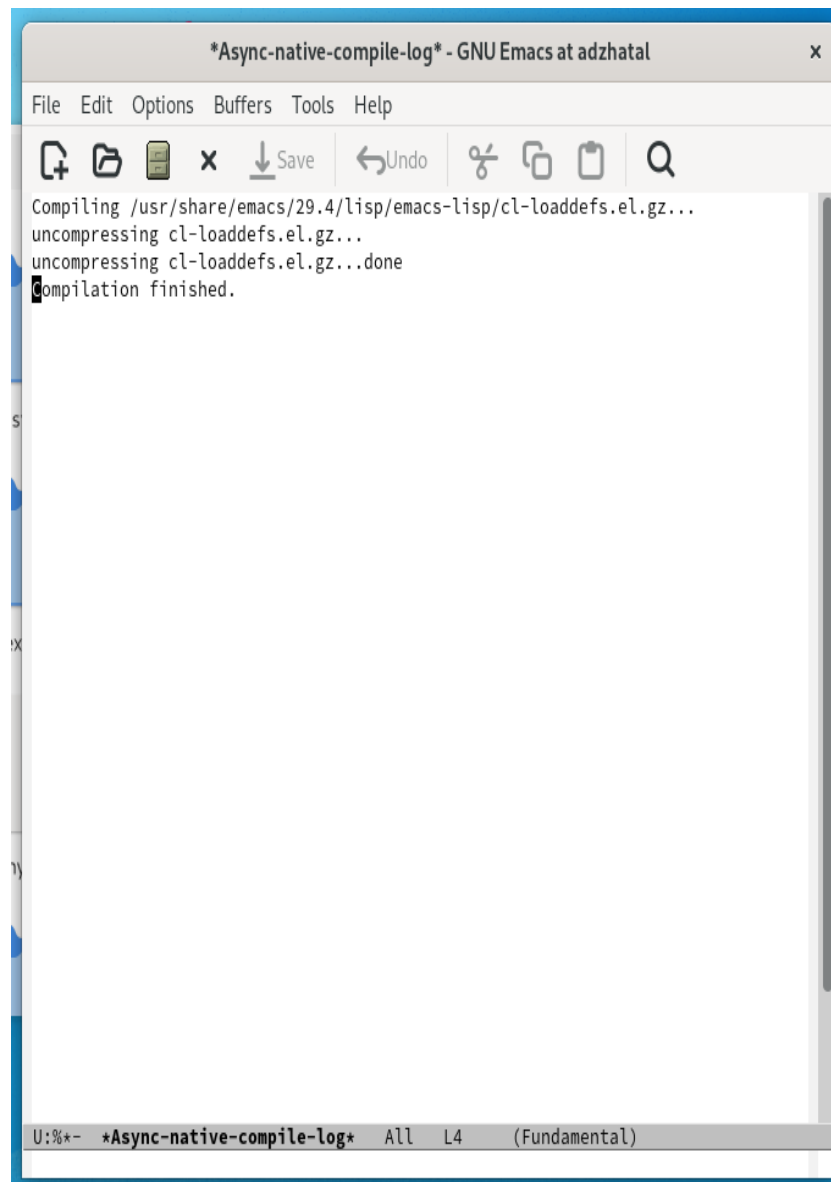 *Async-native-compile-log* - GNU Emacs at adzhatal
File Edit Options Buffers Tools Help
Save Undo
Compiling /usr/share/emacs/29.4/lisp/emacs-lisp/cl-loaddefs.el.gz...
uncompressing cl-loaddefs.el.gz...
uncompressing cl-loaddefs.el.gz...done
Compilation finished.
U:%*- *Async-native-compile-log* All L4 (Fundamental)